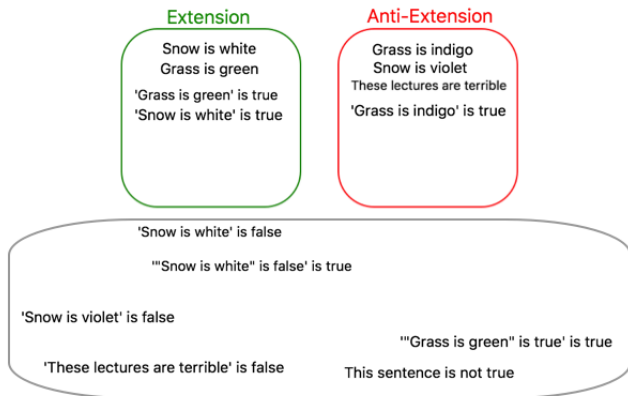 Extension
Anti-Extension
Snow is white
Grass is green
'Grass is green' is true
'Snow is white' is true
Grass is indigo
Snow is violet
These lectures are terrible
'Grass is indigo' is true
'Snow is white' is false
'"Snow is white" is false' is true
'Snow is violet' is false
'"Grass is green" is true' is true
'These lectures are terrible' is false
This sentence is not true